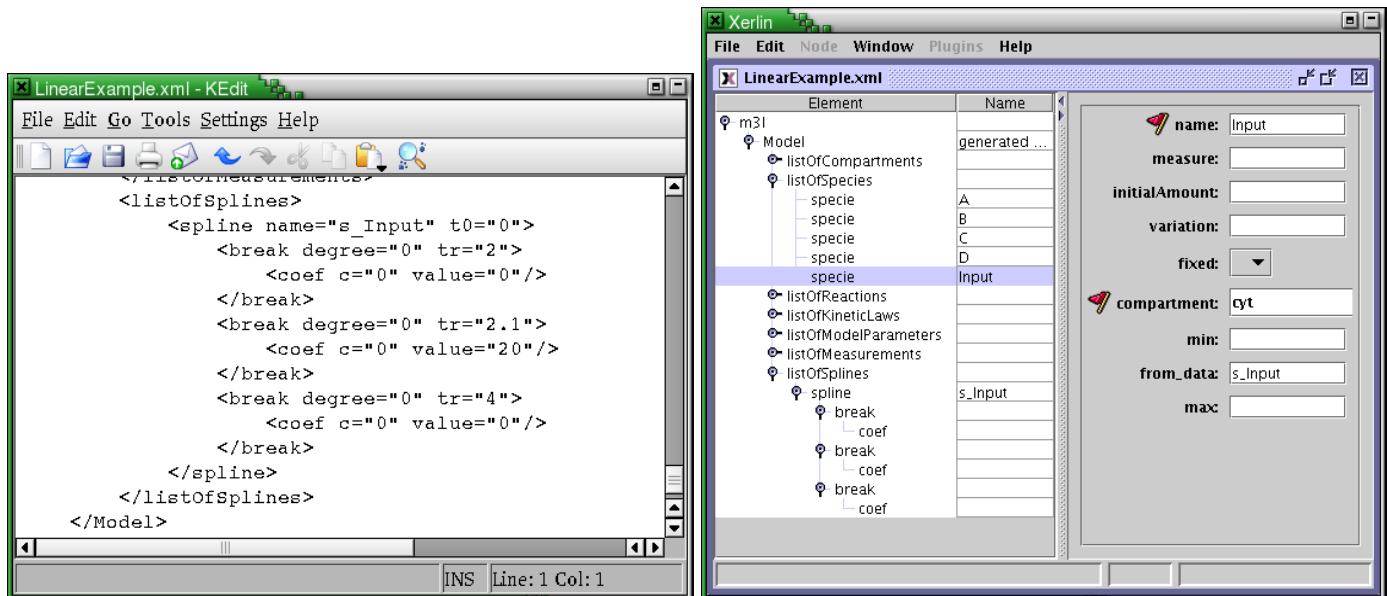 LinearExample.xml - KEdit
File Edit Go Tools Settings Help
</listOfMeasurements>
<listOfSplines>
<spline name="s_Input" t0="0">
<break degree="0" tr="2">
<coef c="0" value="0"/>
</break>
<break degree="0" tr="2.1">
<coef c="0" value="20"/>
</break>
<break degree="0" tr="4">
<coef c="0" value="0"/>
</break>
</spline>
</listOfSplines>
</Model>
INS Line: 1 Col: 1
Xerlin
File Edit Node Window Plugins Help
LinearExample.xml
Element Name
m3l
Model generated ...
listOfCompartments
listOfSpecies
specie A
specie B
specie C
specie D
specie Input
listOfReactions
listOfKineticLaws
listOfModelParameters
listOfMeasurements
listOfSplines
spline s_Input
break
coef
break
coef
break
coef
name: Input
measure:
initialAmount:
variation:
fixed:
compartment: cyt
min:
from_data: s_Input
max: